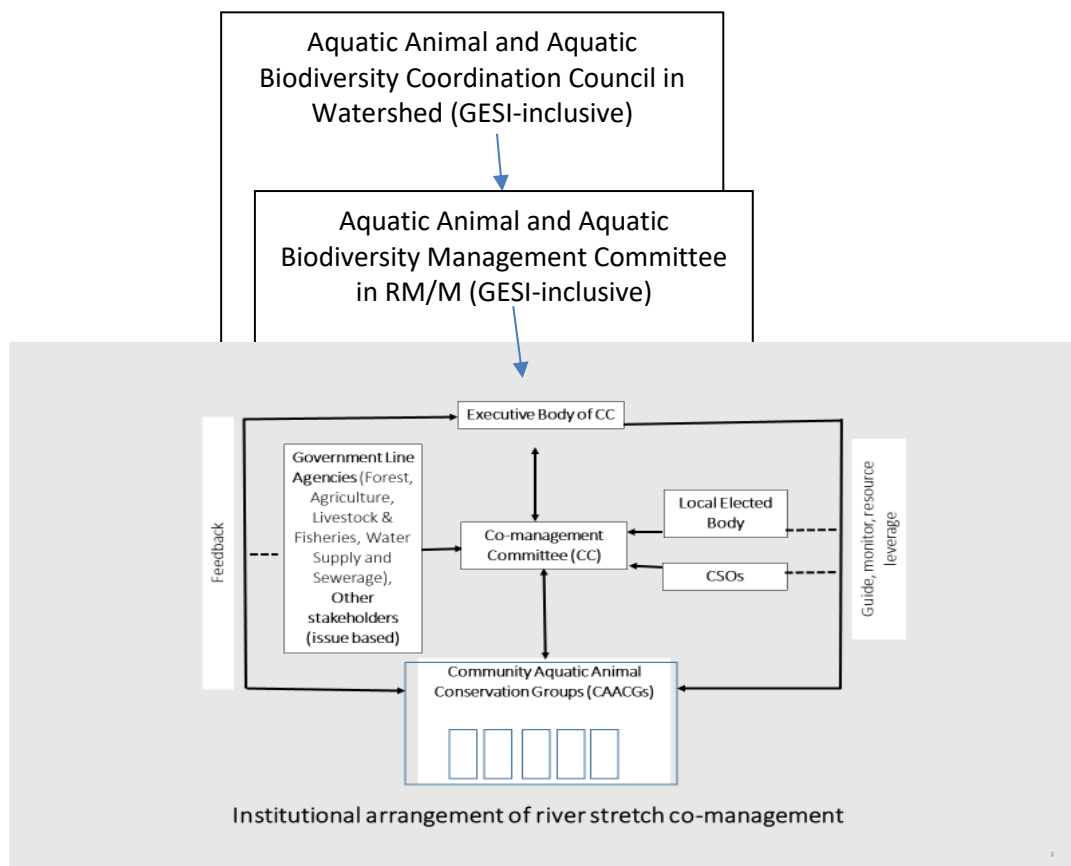 Aquatic Animal and Aquatic
Biodiversity Coordination Council in
Watershed (GESI-inclusive)
Aquatic Animal and Aquatic
Biodiversity Management Committee
in RM/M (GESI-inclusive)
Executive Body of CC
Feedback
Government Line
Agencies (Forest,
Agriculture,
Livestock &
Fisheries, Water
Supply and
Sewerage),
Other
stakeholders
(issue based)
Co-management
Committee (CC)
Local Elected
Body
CSOs
Guide, monitor, resource
leverage
Community Aquatic Animal
Conservation Groups (CAACGs)
Institutional arrangement of river stretch co-management